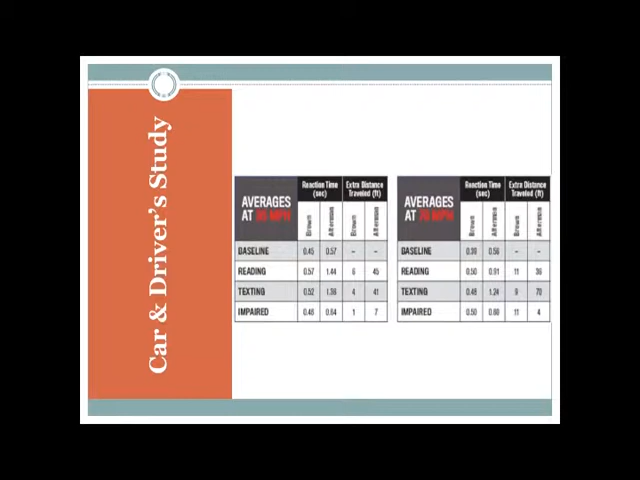 Car & Driver's Study
Reaction Time (sec) Extra Distance Traveled (ft)
AVERAGES
AT 35 MPH
Brown Alterman Brown Alterman
BASELINE 0.45 0.57 – –
READING 0.57 1.44 6 45
TEXTING 0.52 1.36 4 41
IMPAIRED 0.46 0.64 1 7
Reaction Time (sec) Extra Distance Traveled (ft)
AVERAGES
AT 70 MPH
Brown Alterman Brown Alterman
BASELINE 0.39 0.56 – –
READING 0.50 0.91 11 36
TEXTING 0.48 1.24 9 70
IMPAIRED 0.50 0.60 11 4